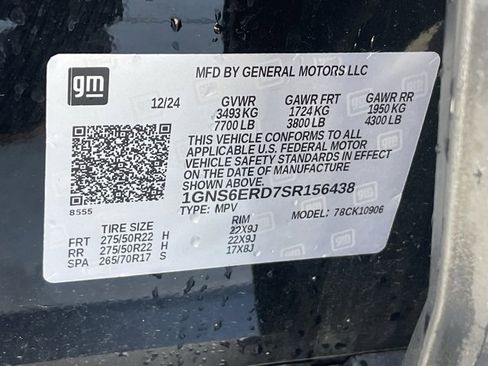 MFD BY GENERAL MOTORS LLC
gm
12/24 GVWR GAWR FRT GAWR RR
3493 KG 1724 KG 1950 KG
7700 LB 3800 LB 4300 LB
THIS VEHICLE CONFORMS TO ALL
APPLICABLE U.S. FEDERAL MOTOR
VEHICLE SAFETY STANDARDS IN EFFECT
ON THE DATE OF MANUFACTURE
SHOWN ABOVE.
1GNS6ERD7SR156438
8555 TYPE: MPV MODEL: 78CK10906
TIRE SIZE RIM
FRT 275/50R22 H 22X9J
RR 275/50R22 H 22X9J
SPA 265/70R17 S 17X8J